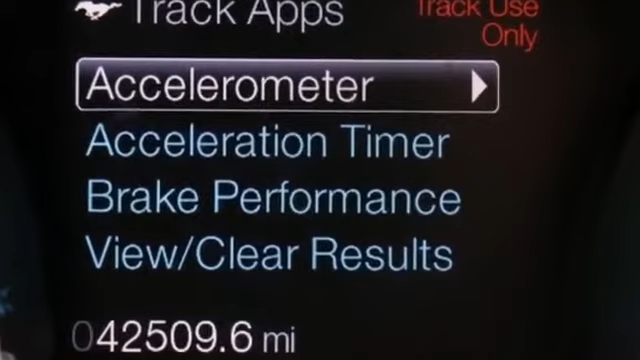 Track Apps
Track Use
Only
Accelerometer
Acceleration Timer
Brake Performance
View/Clear Results
042509.6 mi